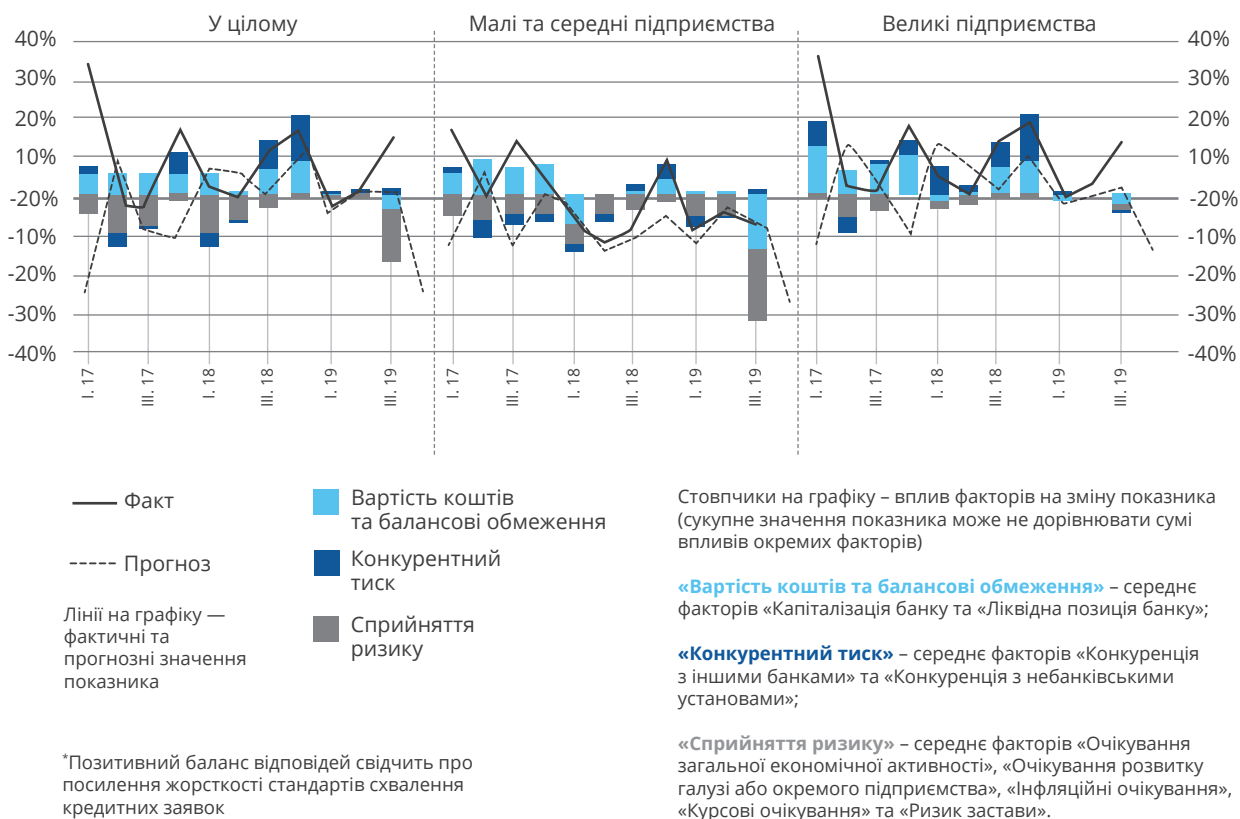 У цілому
Малі та середні підприємства
Великі підприємства
40%
30%
20%
10%
-20%
-10%
-20%
-30%
-40%
40%
30%
20%
10%
-20%
-10%
-20%
-30%
-40%
I. 17
III. 17
I. 18
III. 18
I. 19
III. 19
I. 17
III. 17
I. 18
III. 18
I. 19
III. 19
I. 17
III. 17
I. 18
III. 18
I. 19
III. 19
Факт
Прогноз
Лінії на графіку —
фактичні та
прогнозні значення
показника
Вартість коштів
та балансові обмеження
Конкурентний
тиск
Сприйняття
ризику
*Позитивний баланс відповідей свідчить про
посилення жорсткості стандартів схвалення
кредитних заявок
Стовпчики на графіку – вплив факторів на зміну показника
(сукупне значення показника може не дорівнювати сумі
впливів окремих факторів)
«Вартість коштів та балансові обмеження» – середнє
факторів «Капіталізація банку та «Ліквідна позиція банку»;
«Конкурентний тиск» – середнє факторів «Конкуренція
з іншими банками» та «Конкуренція з небанківськими
установами»;
«Сприйняття ризику» – середнє факторів «Очікування
загальної економічної активності», «Очікування розвитку
галузі або окремого підприємства», «Інфляційні очікування»,
«Курсові очікування» та «Ризик застави».